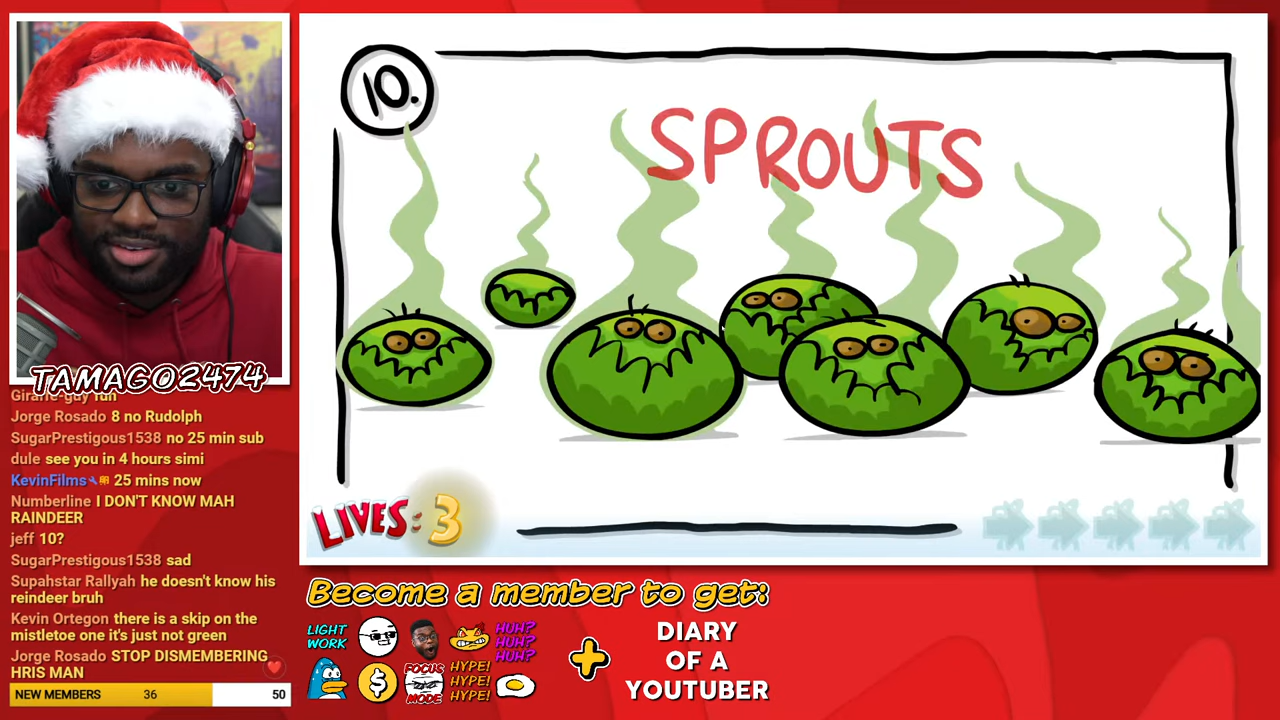 10.
SPROUTS
LIVES: 3
TAMAGO2474
Jorge Rosado 8 no Rudolph
SugarPrestigous1538 no 25 min sub
dule see you in 4 hours simi
KevinFilms 25 mins now
Numberline I DON'T KNOW MAH
RAINDEER
jeff 10?
SugarPrestigous1538 sad
Supahstar Rallyah he doesn't know his
reindeer bruh
Kevin Ortegon there is a skip on the
mistletoe one it's just not green
Jorge Rosado STOP DISMEMBERING
HRIS MAN
NEW MEMBERS 36 50
Become a member to get:
LIGHT
WORK
HUH?
HUH?
HUH?
FOCUS
MODE
HYPE!
HYPE!
HYPE!
$
+
DIARY
OF A
YOUTUBER